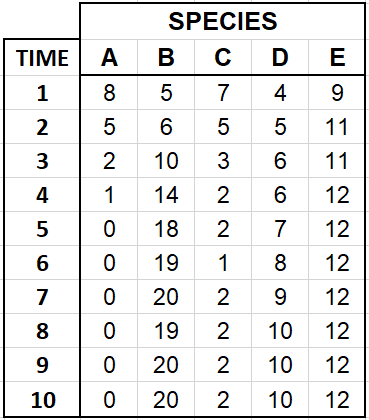 SPECIES
TIME A B C D E
1 8 5 7 4 9
2 5 6 5 5 11
3 2 10 3 6 11
4 1 14 2 6 12
5 0 18 2 7 12
6 0 19 1 8 12
7 0 20 2 9 12
8 0 19 2 10 12
9 0 20 2 10 12
10 0 20 2 10 12